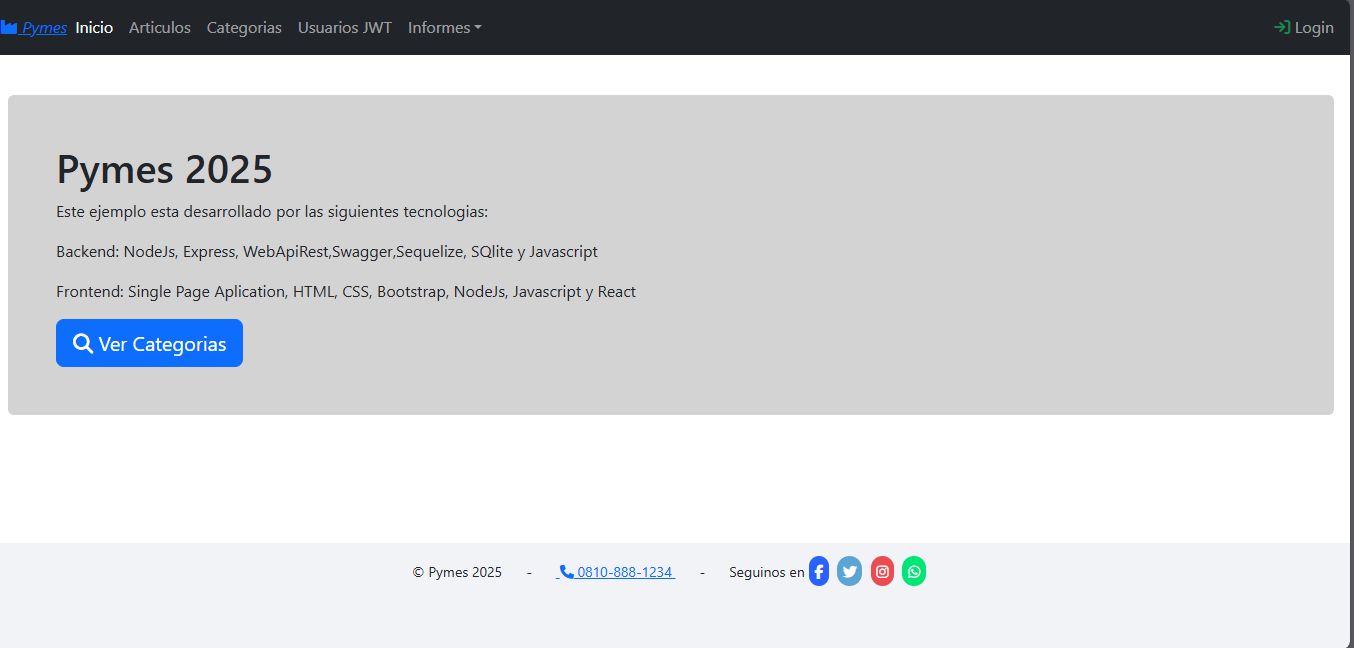 Pymes Inicio Articulos Categorias Usuarios JWT Informes Login
Pymes 2025
Este ejemplo esta desarrollado por las siguientes tecnologias:
Backend: NodeJs, Express, WebApiRest,Swagger,Sequelize, SQlite y Javascript
Frontend: Single Page Aplication, HTML, CSS, Bootstrap, NodeJs, Javascript y React
Ver Categorias
© Pymes 2025 - 0810-888-1234 - Seguinos en